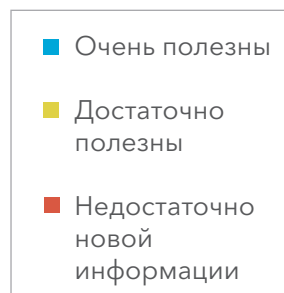 Очень полезны
Достаточно
полезны
Недостаточно
новой
информации